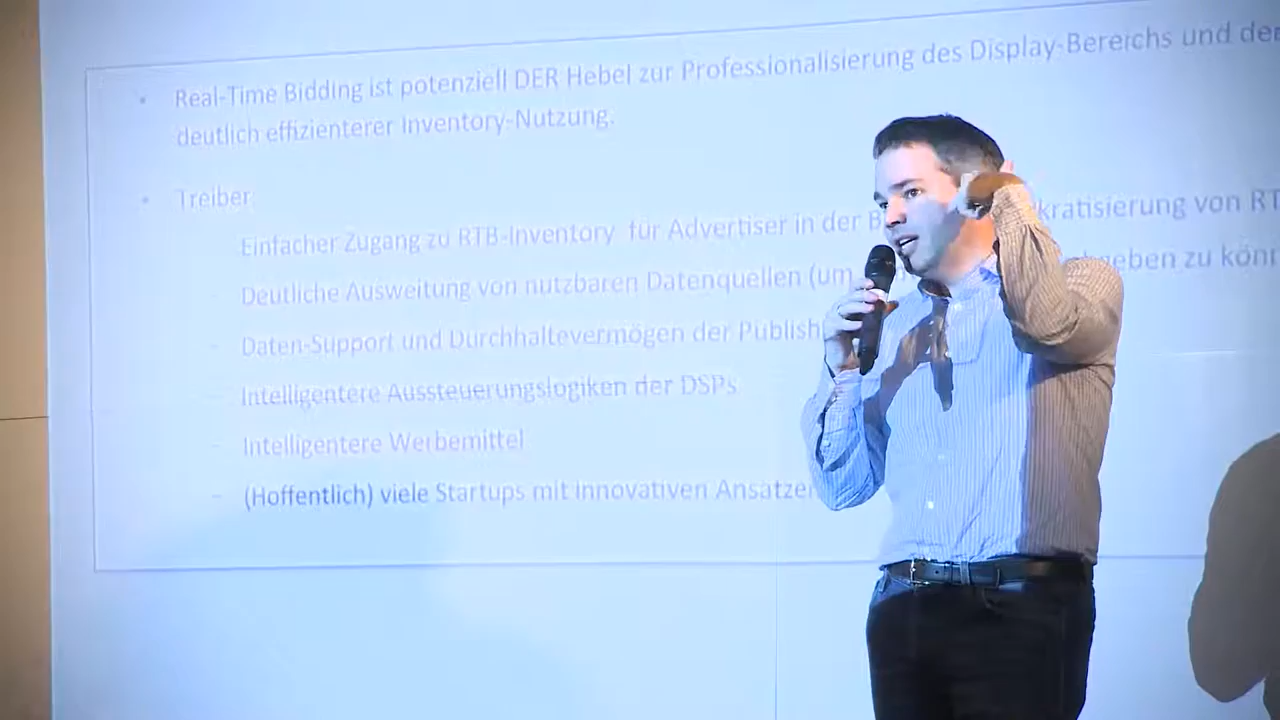 Real-Time Bidding ist potenziell DER Hebel zur Professionalisierung des Display-Bereichs und der
deutlich effizienterer Inventory-Nutzung.
Treiber
Einfacher Zugang zu RTB-Inventory für Advertiser in der B kratisierung von RT
Deutliche Ausweitung von nutzbaren Datenquellen (um geben zu könn
Daten-Support und Durchhaltevermögen der Publish
Intelligentere Aussteuerungslogiken der DSPs
Intelligentere Werbemittel
(Hoffentlich) viele Startups mit innovativen Ansätzen